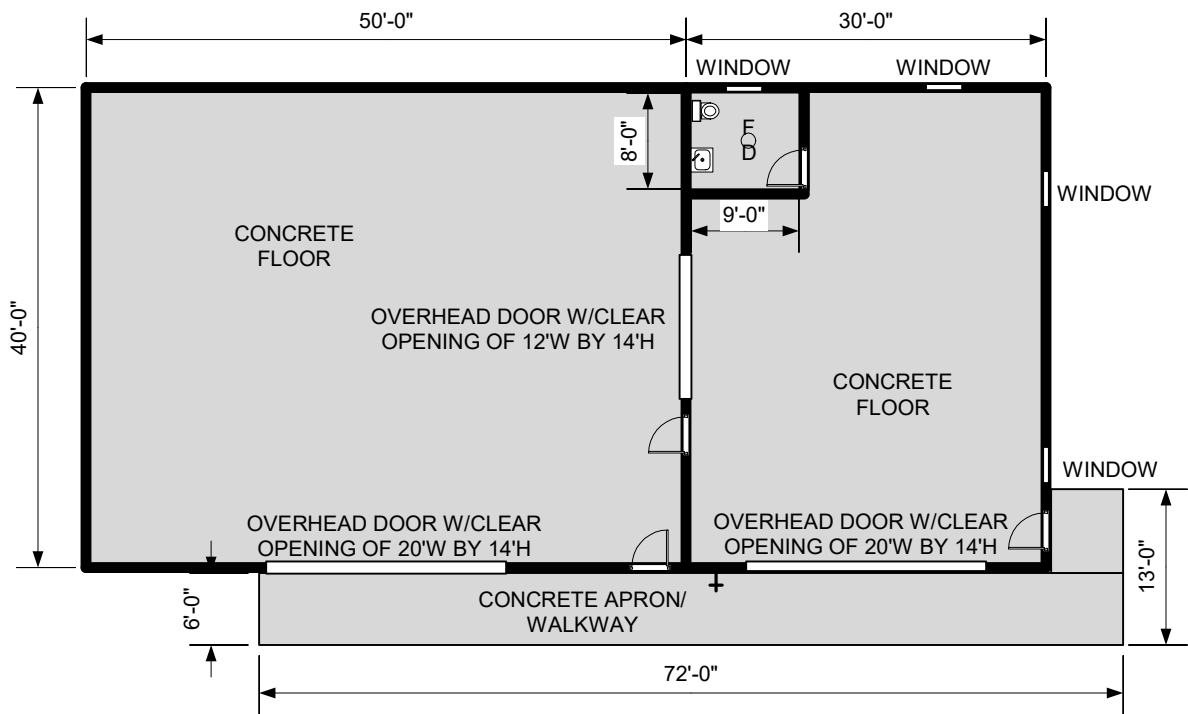 50'-0"
30'-0"
WINDOW
WINDOW
8'-0"
F
D
WINDOW
9'-0"
CONCRETE
FLOOR
40'-0"
OVERHEAD DOOR W/CLEAR
OPENING OF 12'W BY 14'H
CONCRETE
FLOOR
WINDOW
OVERHEAD DOOR W/CLEAR
OPENING OF 20'W BY 14'H
OVERHEAD DOOR W/CLEAR
OPENING OF 20'W BY 14'H
13'-0"
6'-0"
CONCRETE APRON/
WALKWAY
72'-0"